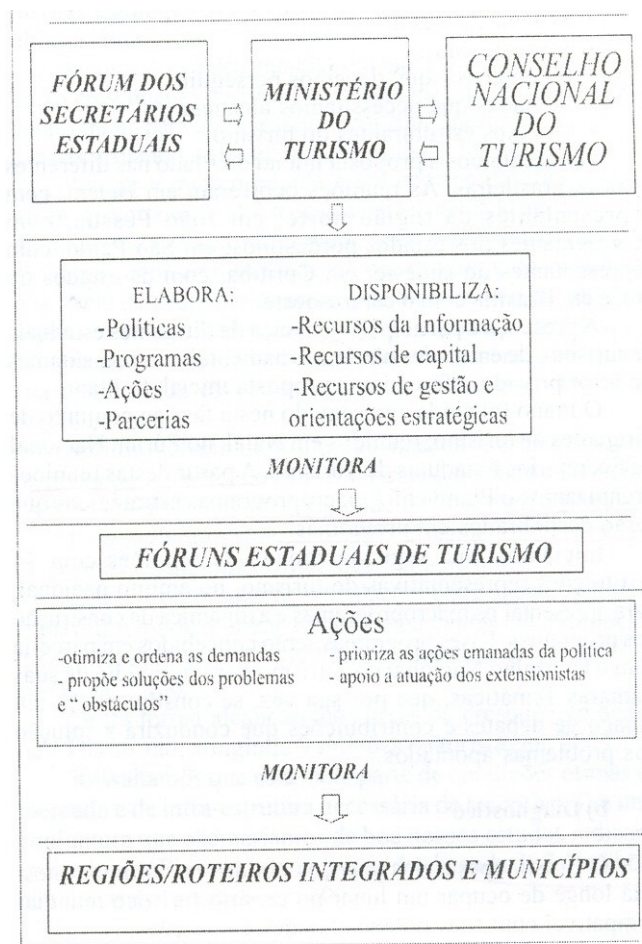 FÓRUM DOS
SECRETÁRIOS
ESTADUAIS
MINISTÉRIO
DO
TURISMO
CONSELHO
NACIONAL
DO
TURISMO
ELABORA:
-Políticas
-Programas
-Ações
-Parcerias
DISPONIBILIZA:
-Recursos da Informação
-Recursos de capital
-Recursos de gestão e
orientações estratégicas
MONITORA
FÓRUNS ESTADUAIS DE TURISMO
Ações
-otimiza e ordena as demandas
- propõe soluções dos problemas
e “ obstáculos”
- prioriza as ações emanadas da politica
- apoio a atuação dos extensionistas
MONITORA
REGIÕES/ROTEIROS INTEGRADOS E MUNICÍPIOS